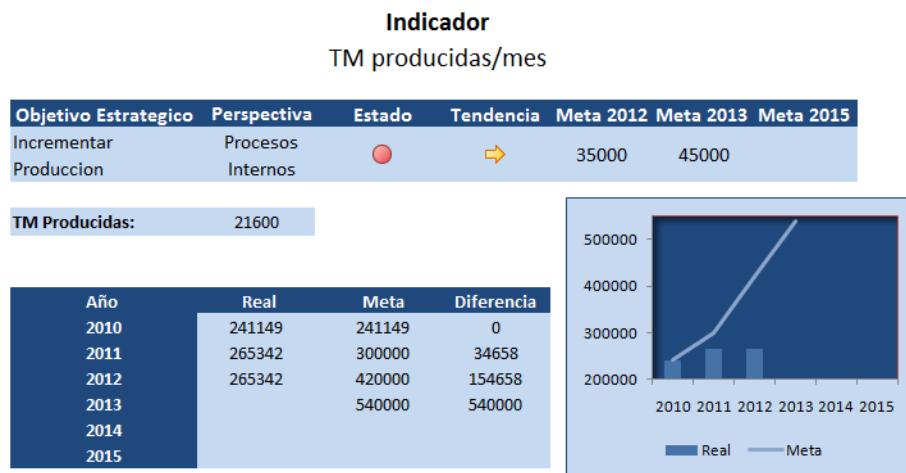 Indicador
TM producidas/mes
Objetivo Estrategico Perspectiva Estado Tendencia Meta 2012 Meta 2013 Meta 2015
Incrementar Produccion Procesos Internos 35000 45000
TM Producidas: 21600
Año Real Meta Diferencia
2010 241149 241149 0
2011 265342 300000 34658
2012 265342 420000 154658
2013 540000 540000
2014
2015
500000
400000
300000
200000
2010 2011 2012 2013 2014 2015
Real Meta